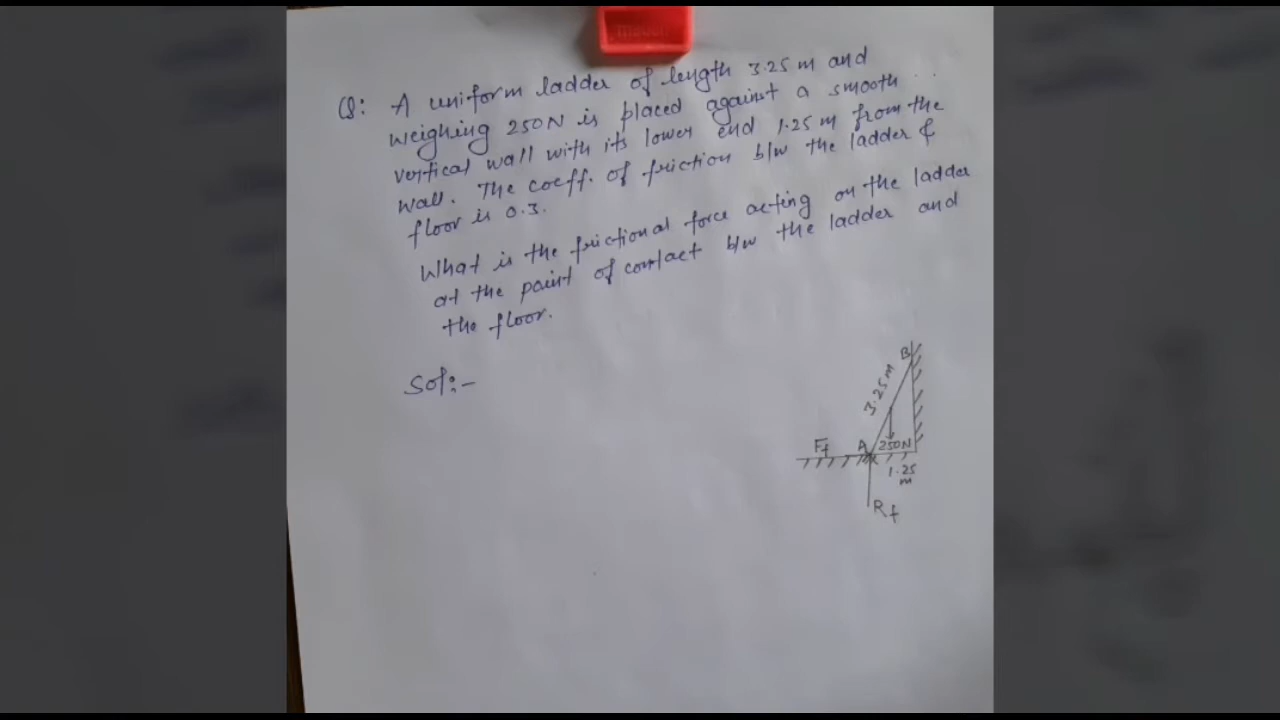 Q: A uniform ladder of length 3.25 m and
weighing 250N is placed against a smooth
vertical wall with its lower end 1.25 m from the
wall. The coeff. of friction b/w the ladder &
floor is 0.3.
What is the frictional force acting on the ladder
at the point of contact b/w the ladder and
the floor.
Sol:-
B
3.25 m
Ff
A
250N
1.25
m
Rf